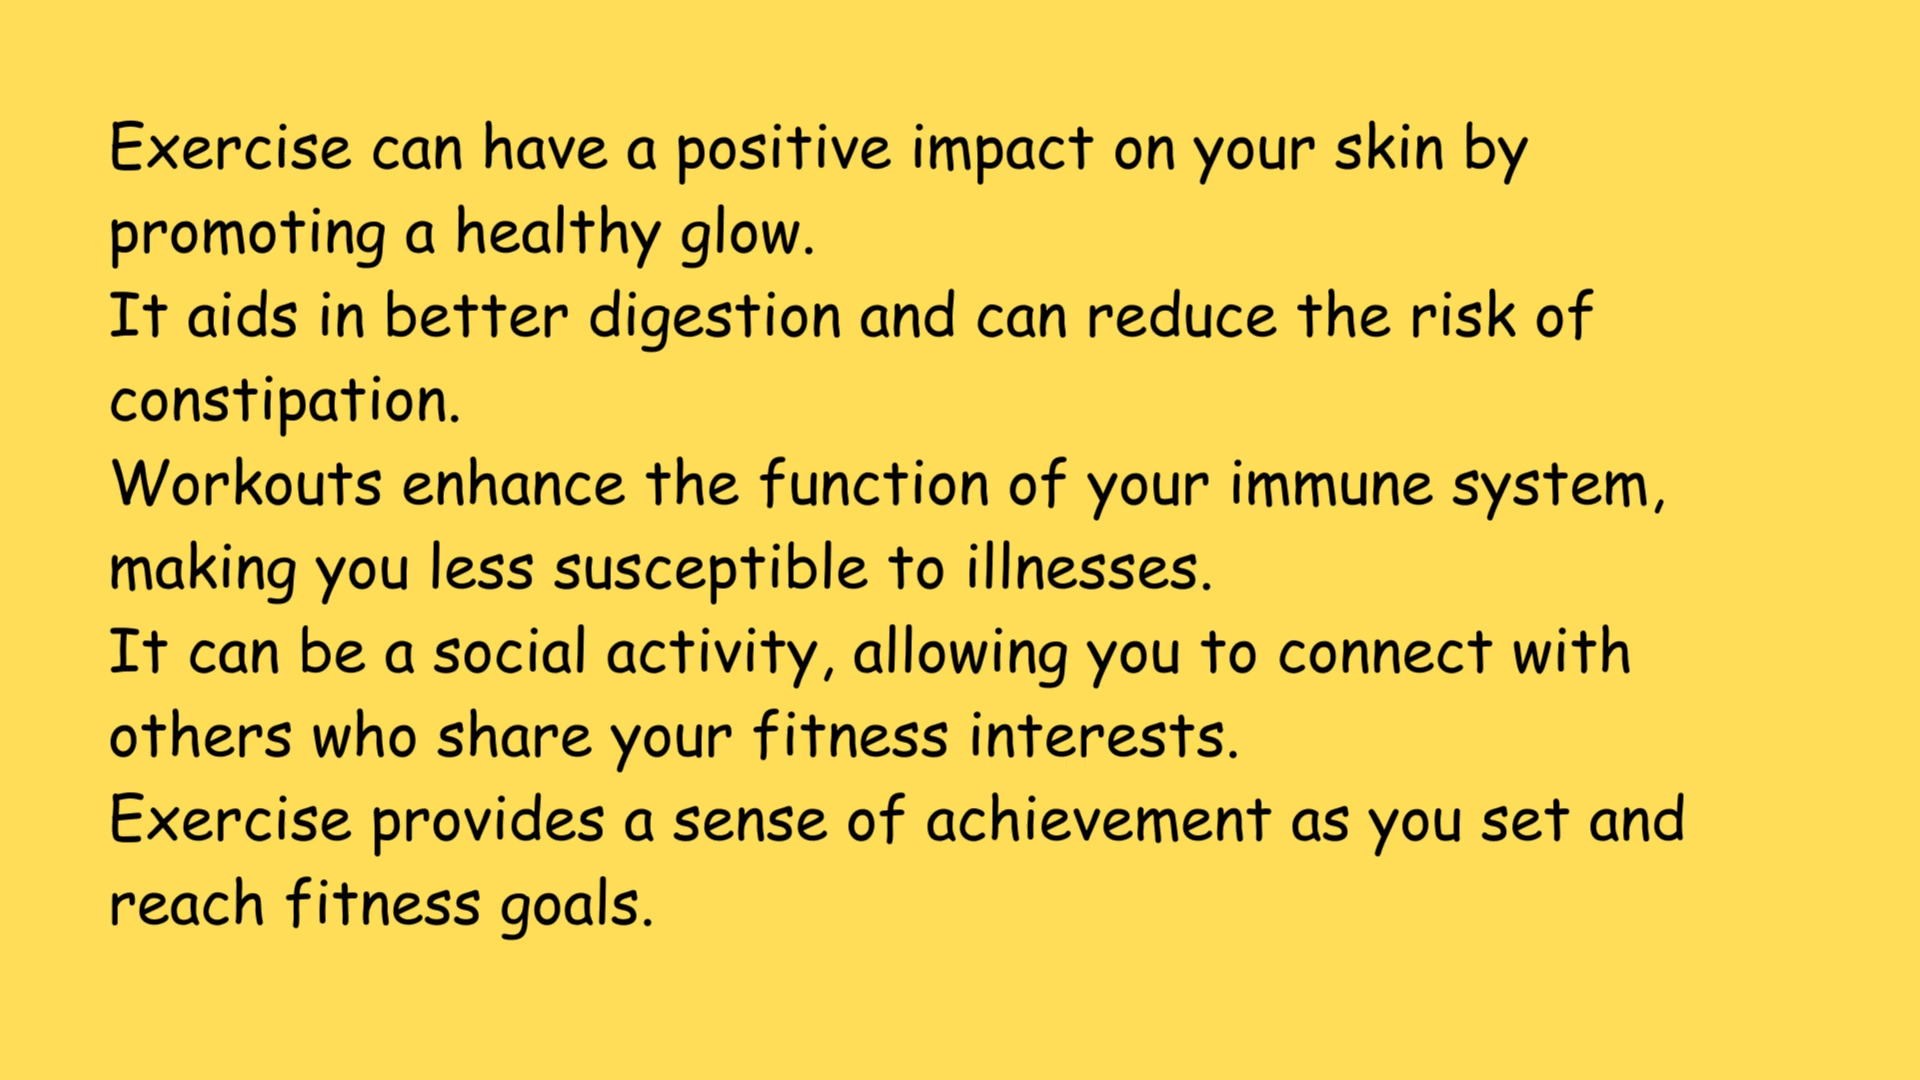 Exercise can have a positive impact on your skin by
promoting a healthy glow.
It aids in better digestion and can reduce the risk of
constipation.
Workouts enhance the function of your immune system,
making you less susceptible to illnesses.
It can be a social activity, allowing you to connect with
others who share your fitness interests.
Exercise provides a sense of achievement as you set and
reach fitness goals.